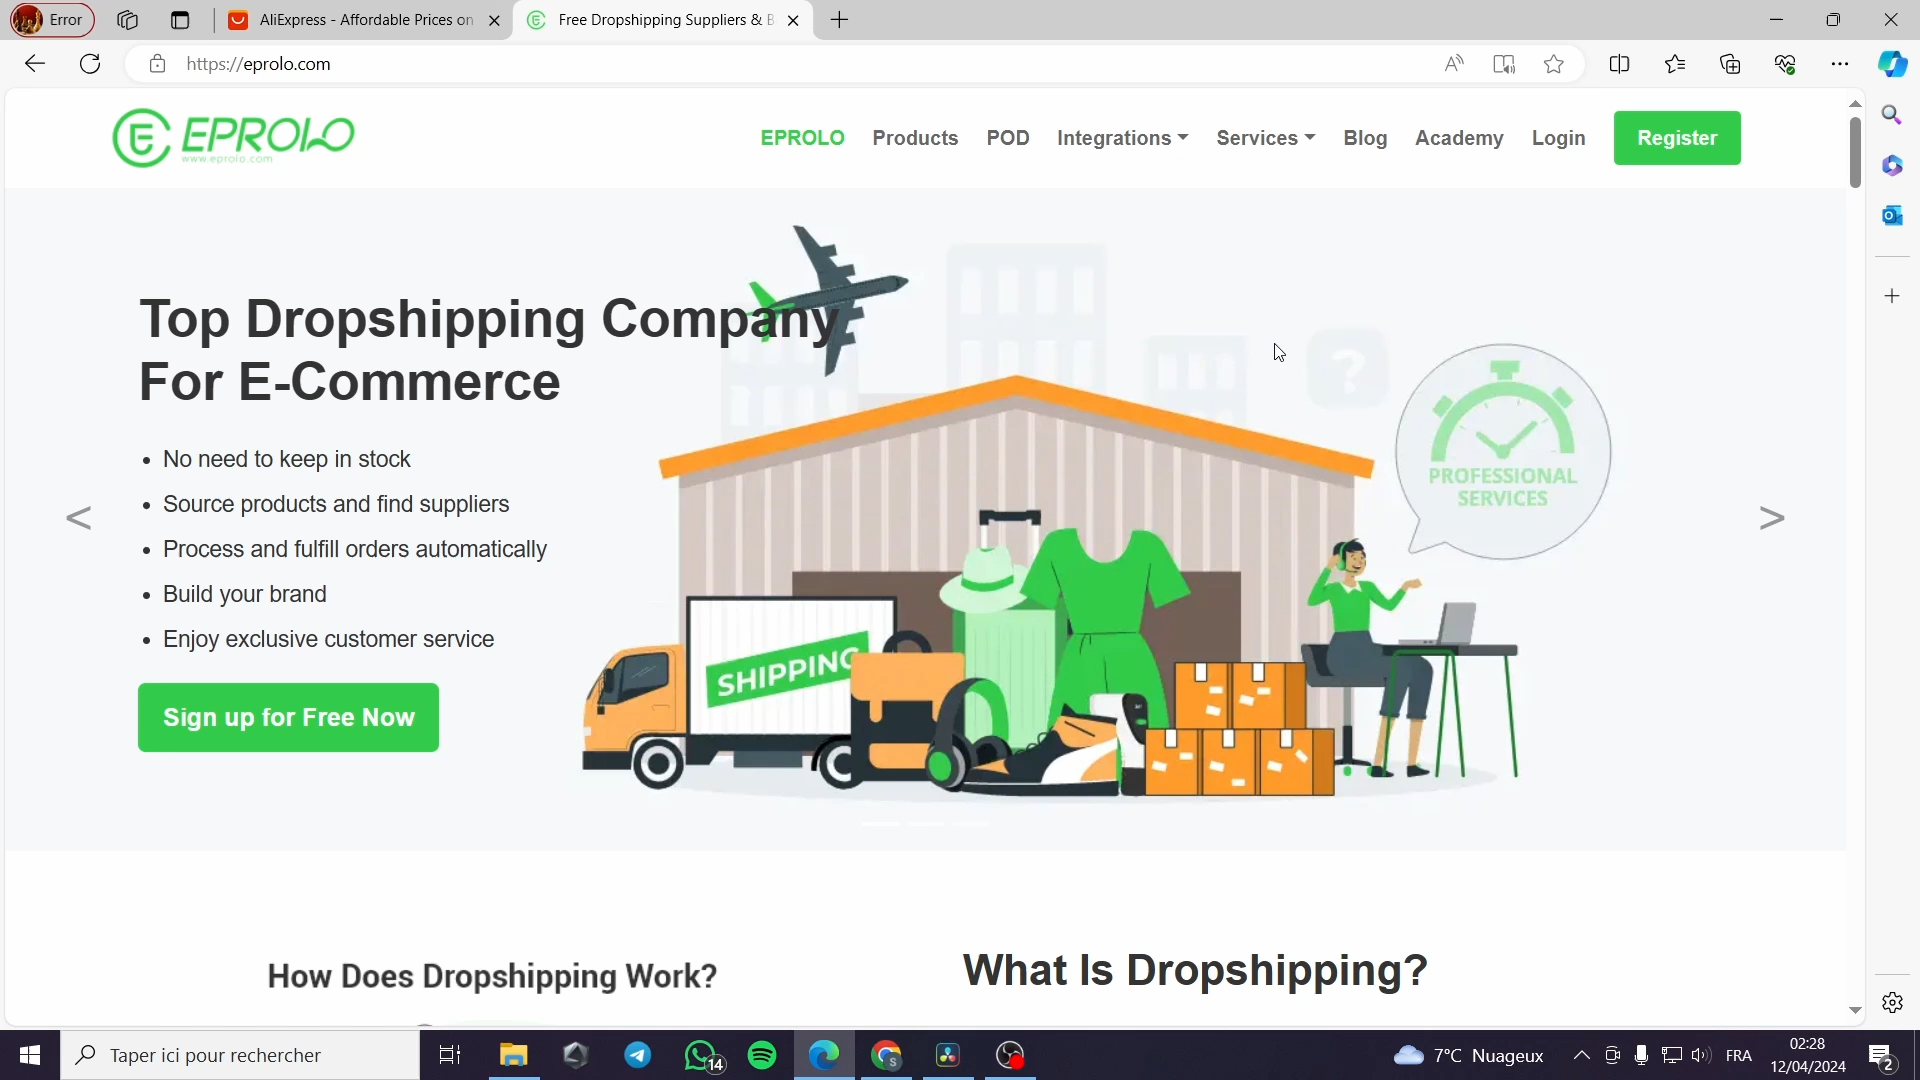 Error
AliExpress - Affordable Prices on
Free Dropshipping Suppliers & B
https://eprolo.com
EPROLO
www.eprolo.com
EPROLO
Products
POD
Integrations
Services
Blog
Academy
Login
Register
Top Dropshipping Company
For E-Commerce
No need to keep in stock
Source products and find suppliers
Process and fulfill orders automatically
Build your brand
Enjoy exclusive customer service
Sign up for Free Now
SHIPPING
?
PROFESSIONAL
SERVICES
<
>
How Does Dropshipping Work?
What Is Dropshipping?
Taper ici pour rechercher
14
7°C Nuageux
FRA
02:28
12/04/2024
2